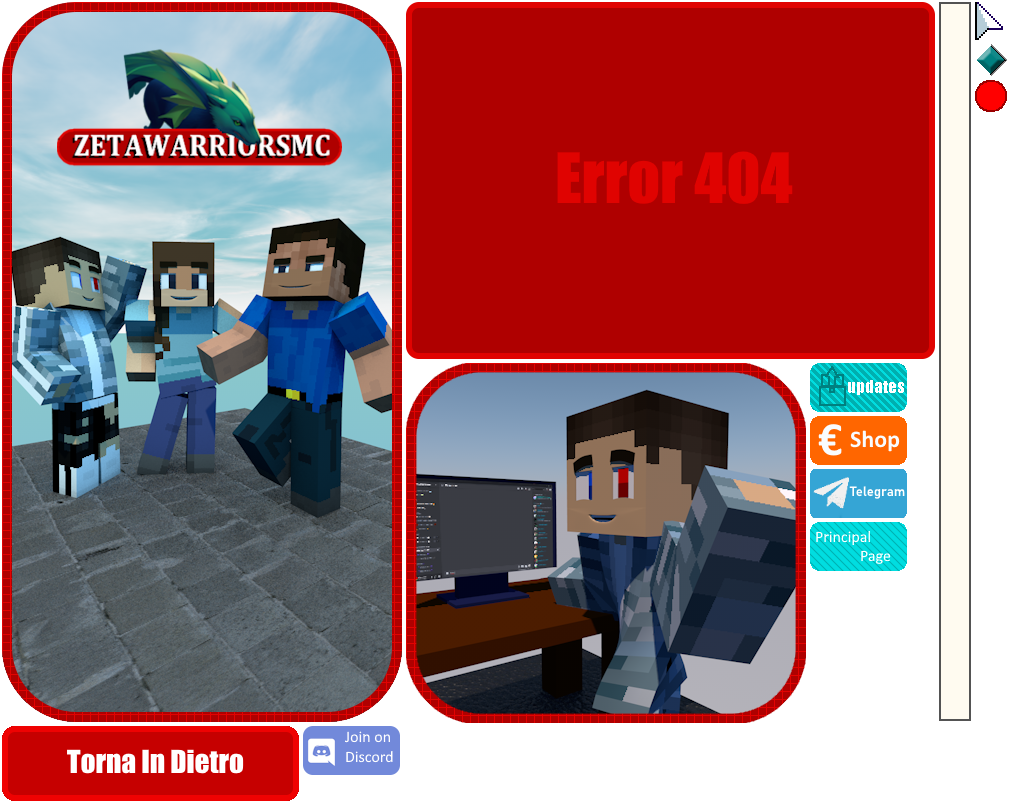 ZETAWARRIORSMC
Error 404
updates
€ Shop
Telegram
Principal
Page
Torna In Dietro
Join on
Discord